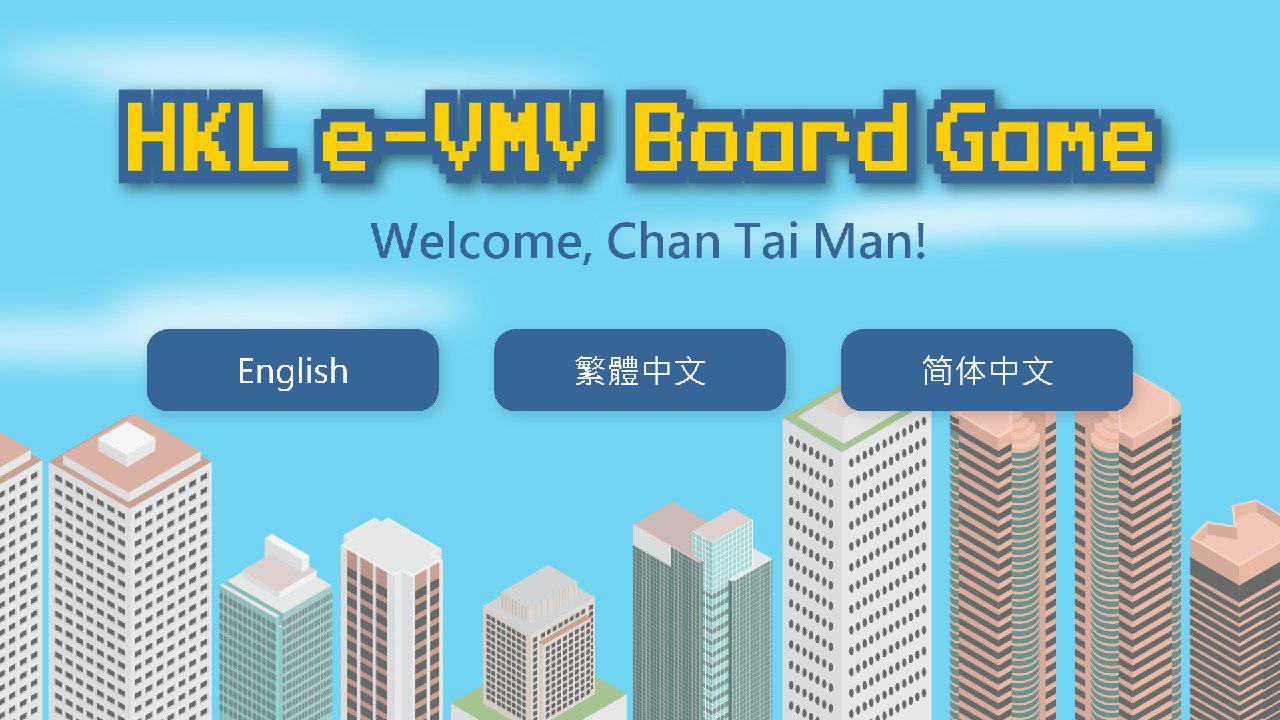 HKL e-VMV Board Game
Welcome, Chan Tai Man!
English
繁體中文
简体中文